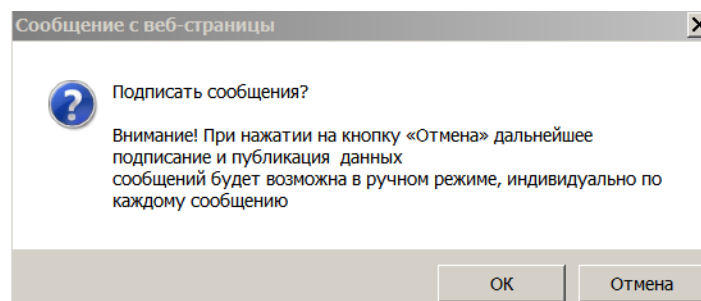 Сообщение с веб-страницы
Подписать сообщения?
Внимание! При нажатии на кнопку «Отмена» дальнейшее
подписание и публикация данных
сообщений будет возможна в ручном режиме, индивидуально по
каждому сообщению
ОК
Отмена